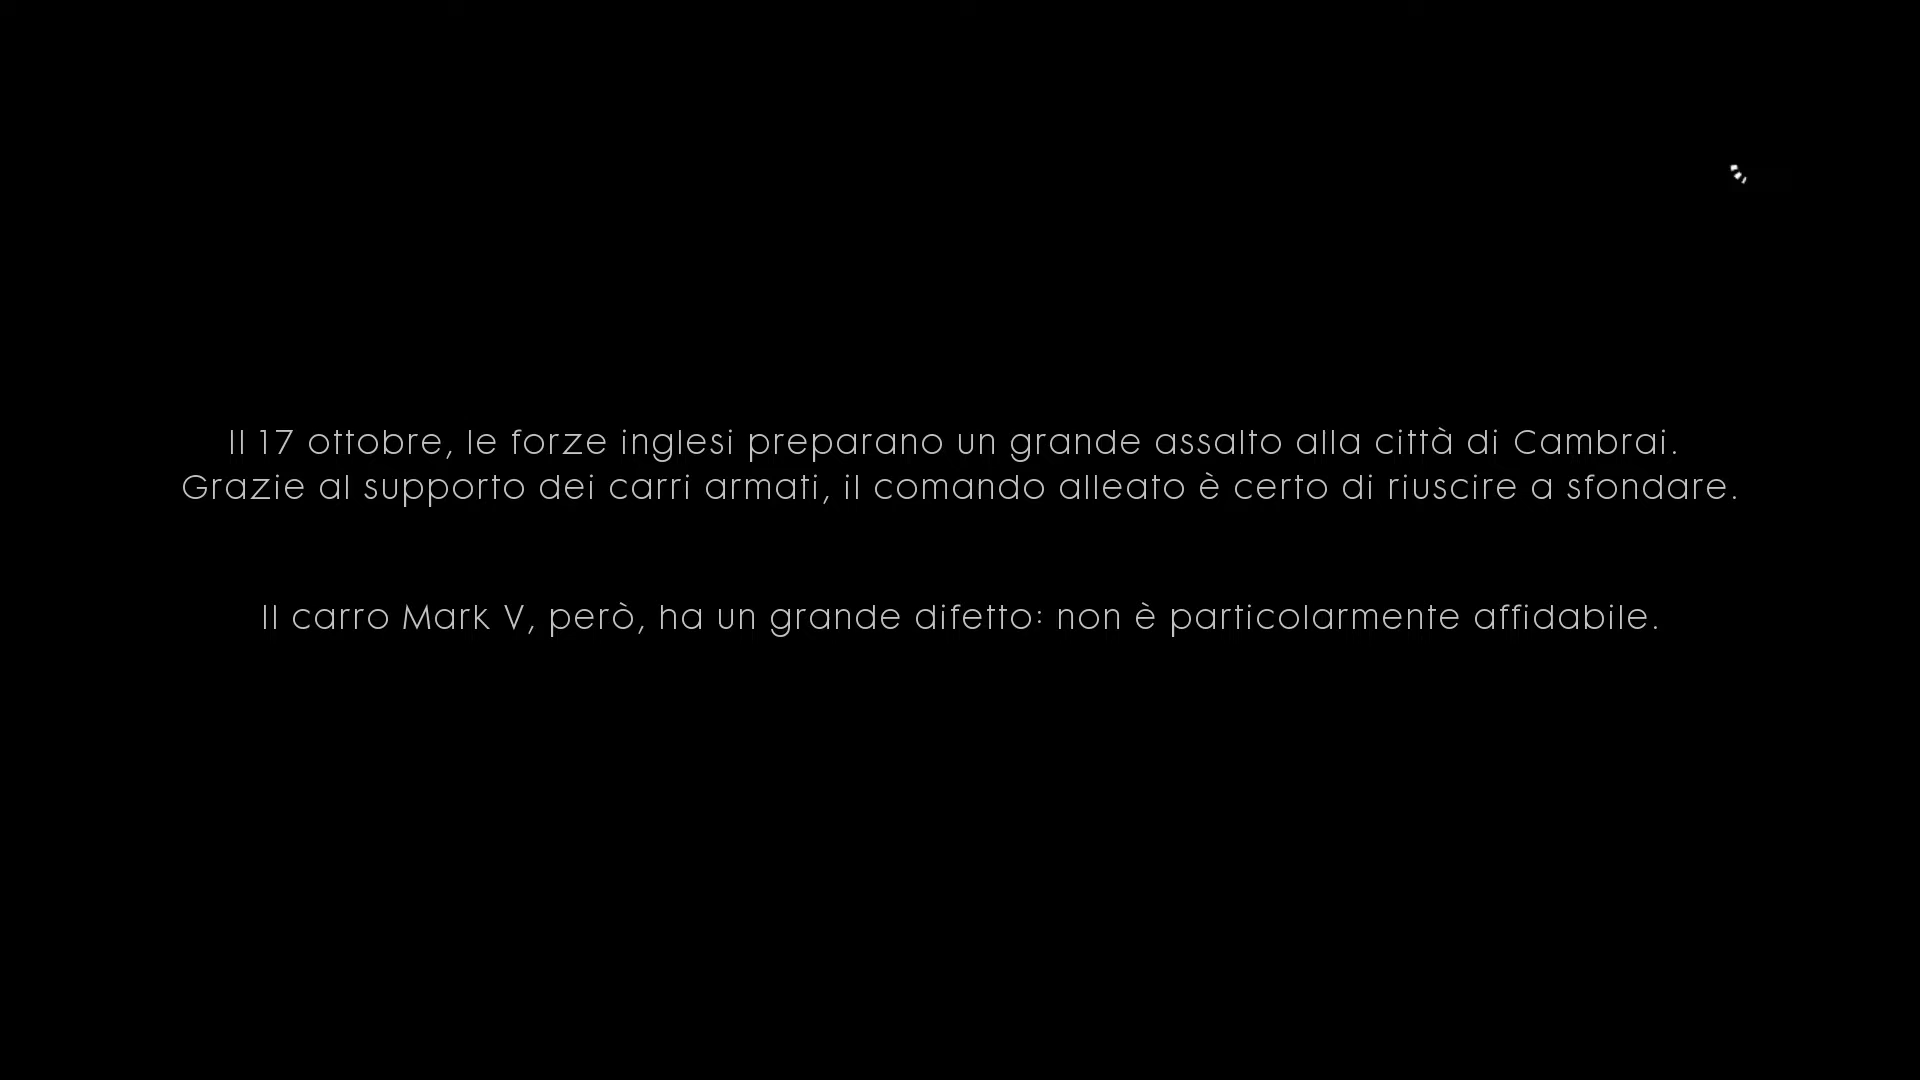 Il 17 ottobre, le forze inglesi preparano un grande assalto alla città di Cambrai.
Grazie al supporto dei carri armati, il comando alleato è certo di riuscire a sfondare.
Il carro Mark V, però, ha un grande difetto: non è particolarmente affidabile.